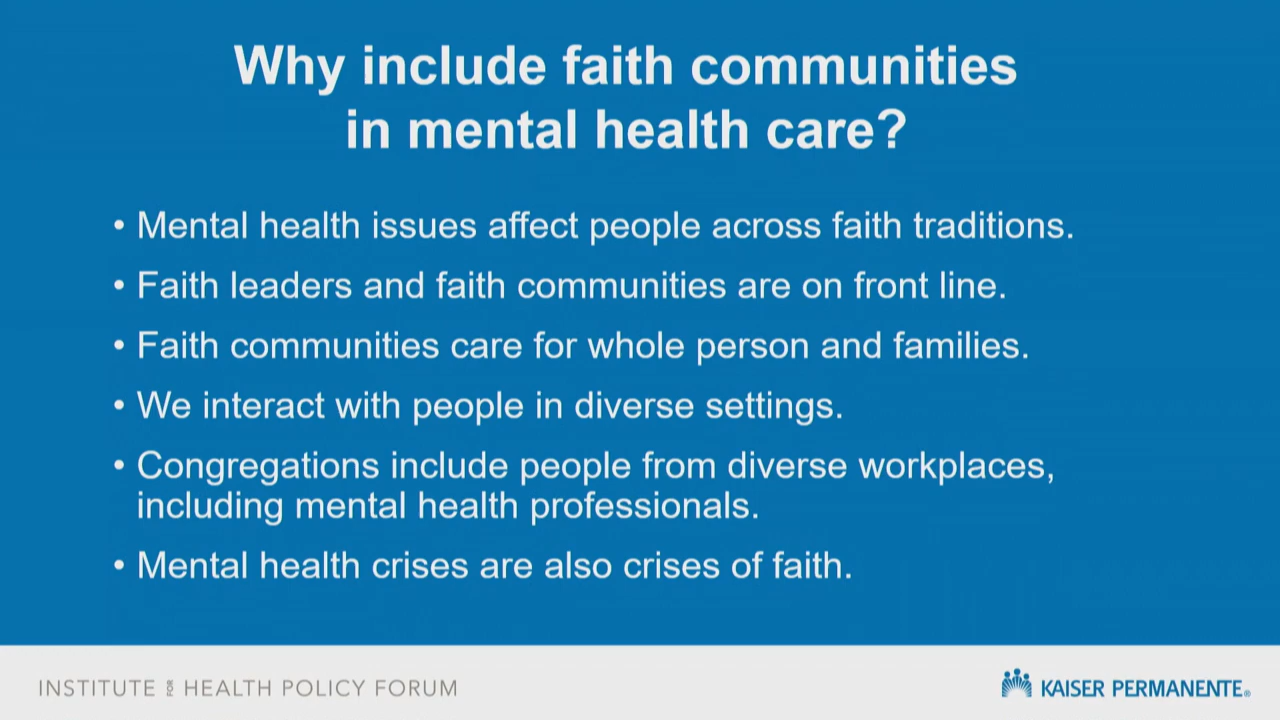 Why include faith communities
in mental health care?
• Mental health issues affect people across faith traditions.
• Faith leaders and faith communities are on front line.
• Faith communities care for whole person and families.
• We interact with people in diverse settings.
• Congregations include people from diverse workplaces,
including mental health professionals.
• Mental health crises are also crises of faith.
INSTITUTE FOR HEALTH POLICY FORUM
KAISER PERMANENTE®